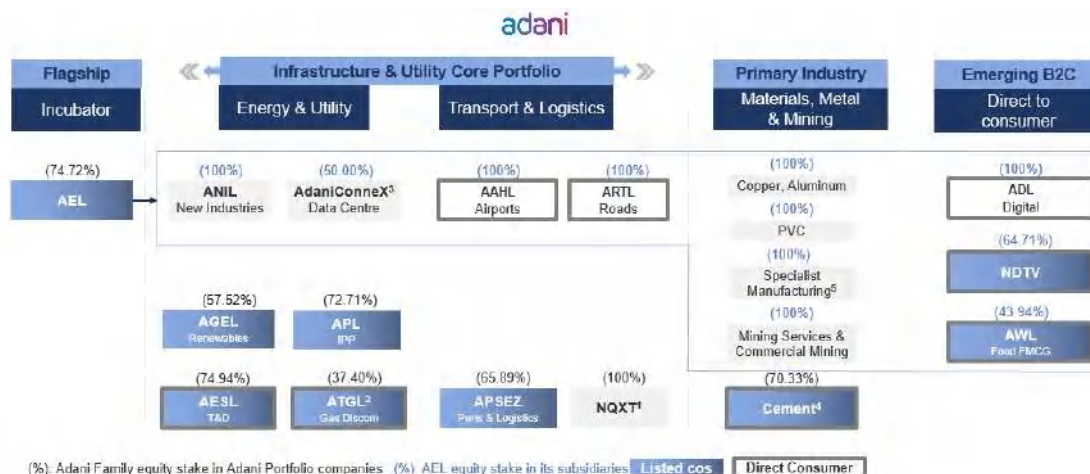 adani
Flagship
Infrastructure & Utility Core Portfolio
Primary Industry
Emerging B2C
Incubator
Energy & Utility
Transport & Logistics
Materials, Metal
& Mining
Direct to
consumer
(74.72%)
AEL
(100%)
ANIL
New Industries
(50.00%)
AdaniConneX³
Data Centre
(100%)
AAHL
Airports
(100%)
ARTL
Roads
(100%)
Copper, Aluminum
(100%)
PVC
(100%)
Specialist
Manufacturing⁵
(100%)
Mining Services &
Commercial Mining
(100%)
ADL
Digital
(64.71%)
NDTV
(43.94%)
AWL
Food FMCG
(57.52%)
AGEL
Renewables
(72.71%)
APL
IPP
(74.94%)
AESL
T&D
(37.40%)
ATGL²
Gas Discom
(65.89%)
APSEZ
Ports & Logistics
(100%)
NQXT¹
(70.33%)
Cement⁴
(%): Adani Family equity stake in Adani Portfolio companies (%) AEL equity stake in its subsidiaries Listed cos Direct Consumer